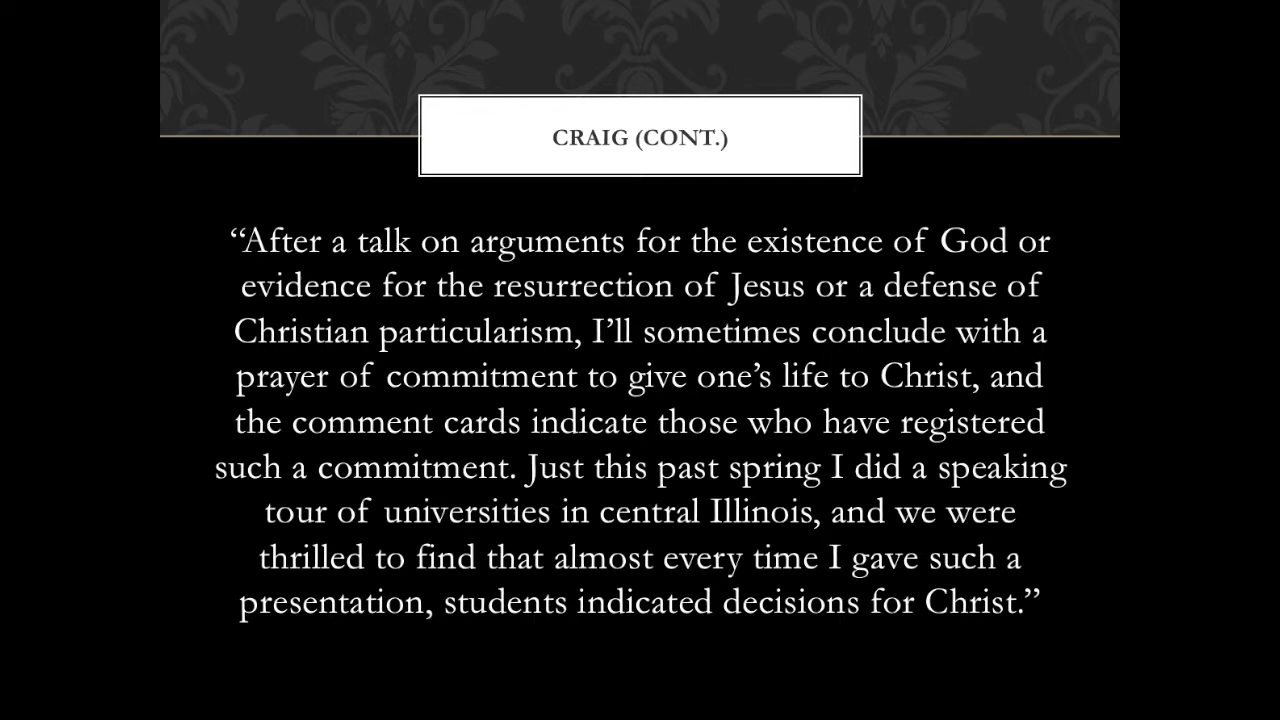 CRAIG (CONT.)
“After a talk on arguments for the existence of God or
evidence for the resurrection of Jesus or a defense of
Christian particularism, I’ll sometimes conclude with a
prayer of commitment to give one’s life to Christ, and
the comment cards indicate those who have registered
such a commitment. Just this past spring I did a speaking
tour of universities in central Illinois, and we were
thrilled to find that almost every time I gave such a
presentation, students indicated decisions for Christ.”